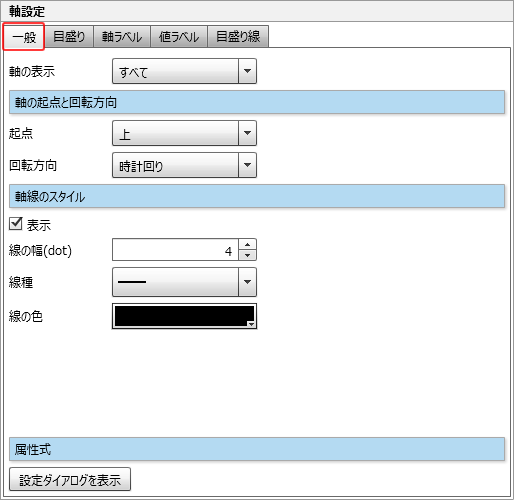 軸設定
一般 目盛り 軸ラベル 値ラベル 目盛り線
軸の表示 すべて
軸の起点と回転方向
起点 上
回転方向 時計回り
軸線のスタイル
表示
線の幅(dot) 4
線種
線の色
属性式
設定ダイアログを表示